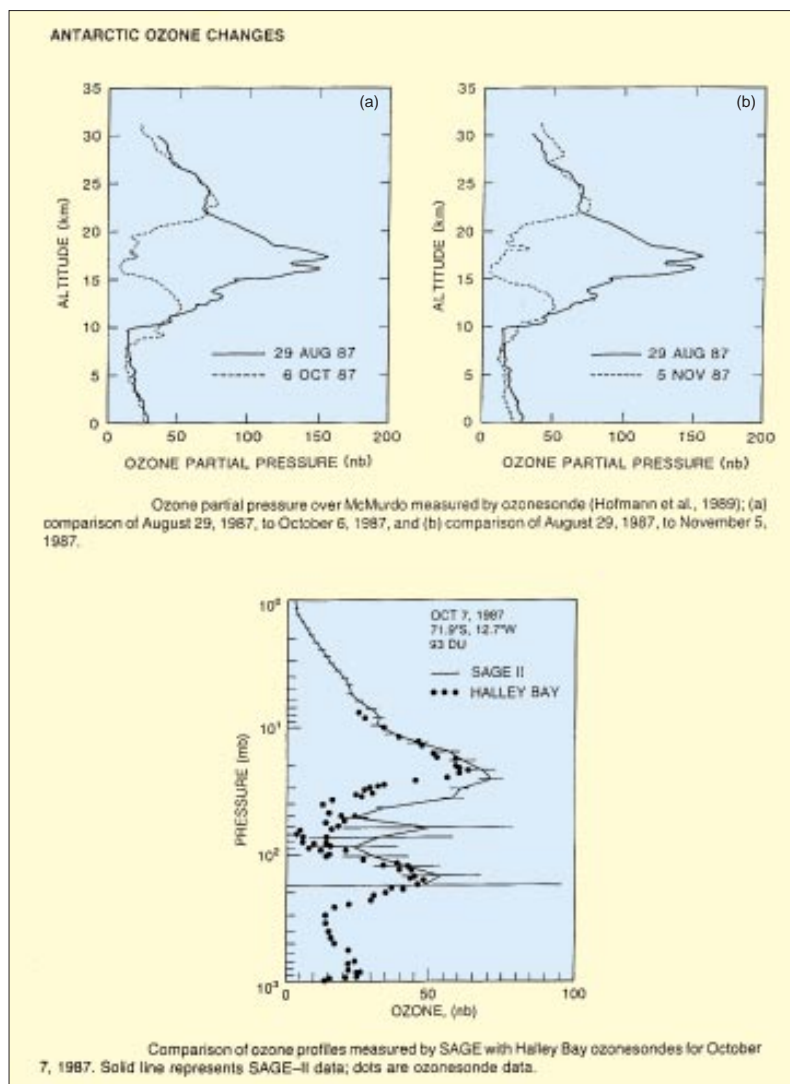 ANTARCTIC OZONE CHANGES
(a)
35
30
25
20
15
10
5
0
ALTITUDE (km)
29 AUG 87
6 OCT 87
0 50 100 150 200
OZONE PARTIAL PRESSURE (nb)
(b)
35
30
25
20
15
10
5
0
ALTITUDE (km)
29 AUG 87
5 NOV 87
0 50 100 150 200
OZONE PARTIAL PRESSURE (nb)
Ozone partial pressure over McMurdo measured by ozonesonde (Hofmann et al., 1989); (a)
comparison of August 29, 1987, to October 6, 1987, and (b) comparison of August 29, 1987, to November 5,
1987.
10⁰
10¹
10²
10³
PRESSURE (mb)
OCT 7, 1987
71.9°S, 12.7°W
93 DU
SAGE II
HALLEY BAY
0 50 100
OZONE, (nb)
Comparison of ozone profiles measured by SAGE with Halley Bay ozonesondes for October
7, 1987. Solid line represents SAGE–II data; dots are ozonesonde data.